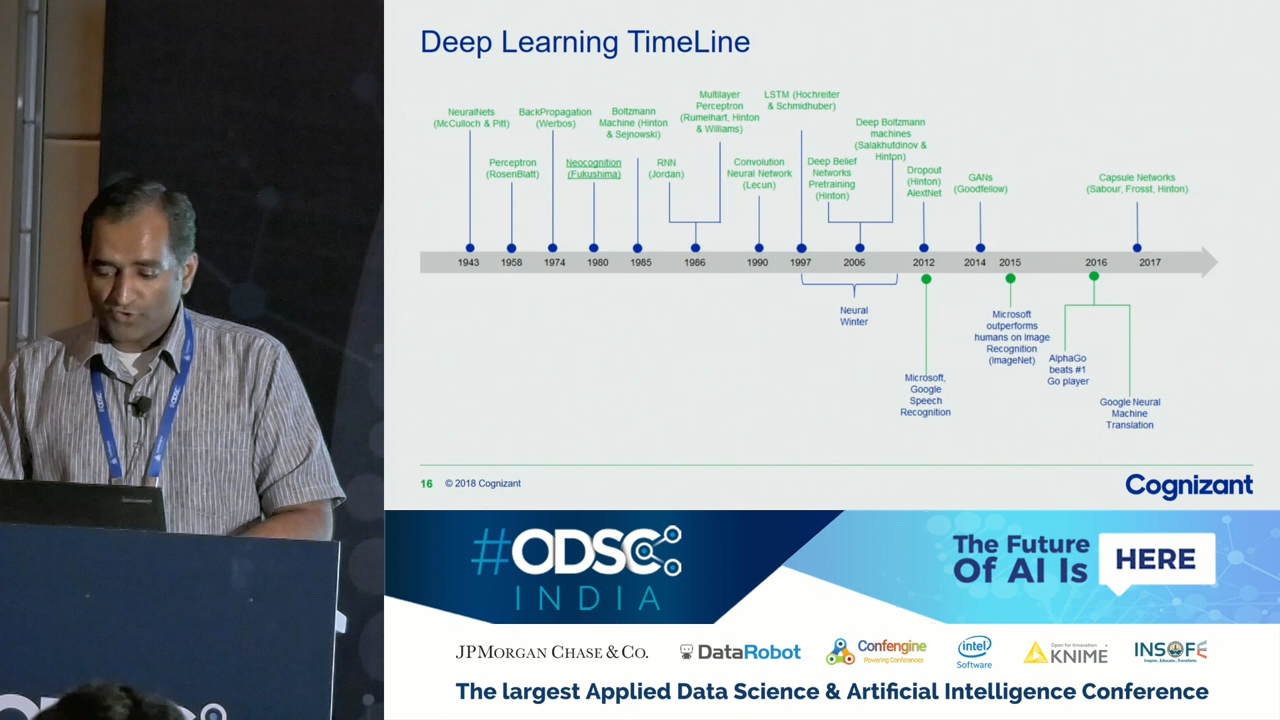 Deep Learning TimeLine
NeuralNets
(McCulloch & Pitt)
Perceptron
(RosenBlatt)
BackPropagation
(Werbos)
Neocognition
(Fukushima)
Boltzmann
Machine (Hinton
& Sejnowski)
RNN
(Jordan)
Multilayer
Perceptron
(Rumelhart, Hinton
& Williams)
Convolution
Neural Network
(Lecun)
LSTM (Hochreiter
& Schmidhuber)
Deep Belief
Networks
Pretraining
(Hinton)
Deep Boltzmann
machines
(Salakhutdinov &
Hinton)
Dropout
(Hinton)
AlextNet
GANs
(Goodfellow)
Capsule Networks
(Sabour, Frosst, Hinton)
1943 1958 1974 1980 1985 1986 1990 1997 2006 2012 2014 2015 2016 2017
Neural
Winter
Microsoft,
Google
Speech
Recognition
Microsoft
outperforms
humans on Image
Recognition
(ImageNet)
AlphaGo
beats #1
Go player
Google Neural
Machine
Translation
16 © 2018 Cognizant
Cognizant
#ODSC
INDIA
The Future
Of AI Is HERE
JPMORGAN CHASE & CO.
DataRobot
Confengine
Powering Conferences
intel
Software
Open for Innovation
KNIME
INSOFE
Inspire, Educate, Transform.
The largest Applied Data Science & Artificial Intelligence Conference